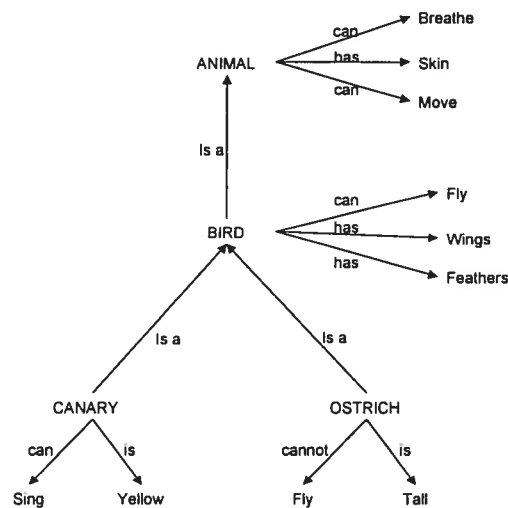 Breathe
can
ANIMAL
has
Skin
can
Move
Is a
Fly
can
BIRD
has
Wings
has
Feathers
Is a
Is a
CANARY
OSTRICH
can
is
cannot
is
Sing
Yellow
Fly
Tall